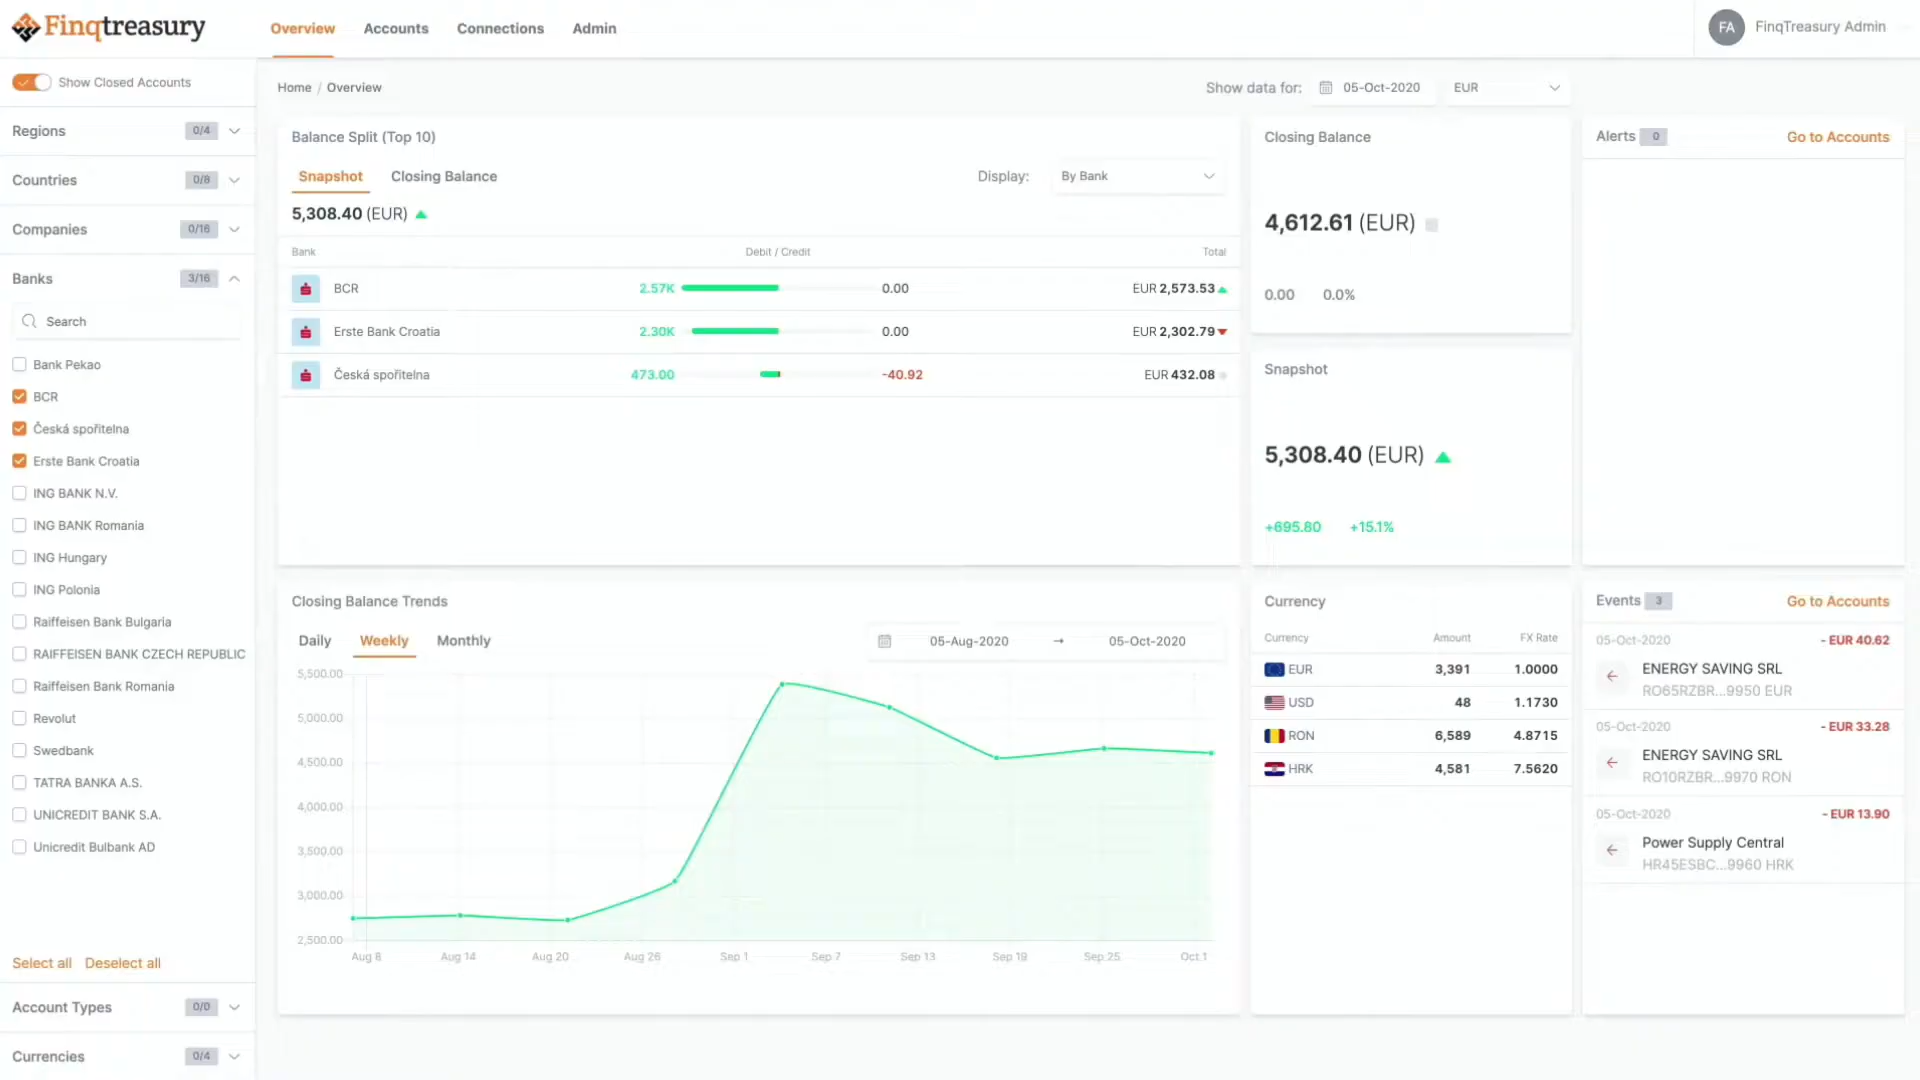 Finqtreasury
Overview Accounts Connections Admin
FA FinqTreasury Admin
Show Closed Accounts
Regions 0/4
Countries 0/8
Companies 0/16
Banks 3/16
Search
Bank Pekao
BCR
Česká spořitelna
Erste Bank Croatia
ING BANK N.V.
ING BANK Romania
ING Hungary
ING Polonia
Raiffeisen Bank Bulgaria
RAIFFEISEN BANK CZECH REPUBLIC
Raiffeisen Bank Romania
Revolut
Swedbank
TATRA BANKA A.S.
UNICREDIT BANK S.A.
Unicredit Bulbank AD
Select all Deselect all
Account Types 0/0
Currencies 0/4
Home / Overview
Show data for: 05-Oct-2020 EUR
Balance Split (Top 10)
Snapshot Closing Balance Display: By Bank
5,308.40 (EUR)
Bank Debit / Credit Total
BCR 2.57K 0.00 EUR 2,573.53
Erste Bank Croatia 2.30K 0.00 EUR 2,302.79
Česká spořitelna 473.00 -40.92 EUR 432.08
Closing Balance
4,612.61 (EUR)
0.00 0.0%
Snapshot
5,308.40 (EUR)
+695.80 +15.1%
Alerts 0 Go to Accounts
Closing Balance Trends
Daily Weekly Monthly 05-Aug-2020 → 05-Oct-2020
5,500.00
5,000.00
4,500.00
4,000.00
3,500.00
3,000.00
2,500.00
Aug 8 Aug 14 Aug 20 Aug 26 Sep 1 Sep 7 Sep 13 Sep 19 Sep 25 Oct 1
Currency
Currency Amount FX Rate
EUR 3,391 1.0000
USD 48 1.1730
RON 6,589 4.8715
HRK 4,581 7.5620
Events 3 Go to Accounts
05-Oct-2020 - EUR 40.62
ENERGY SAVING SRL
RO65RZBR...9950 EUR
05-Oct-2020 - EUR 33.28
ENERGY SAVING SRL
RO10RZBR...9970 RON
05-Oct-2020 - EUR 13.90
Power Supply Central
HR45ESBC...9960 HRK